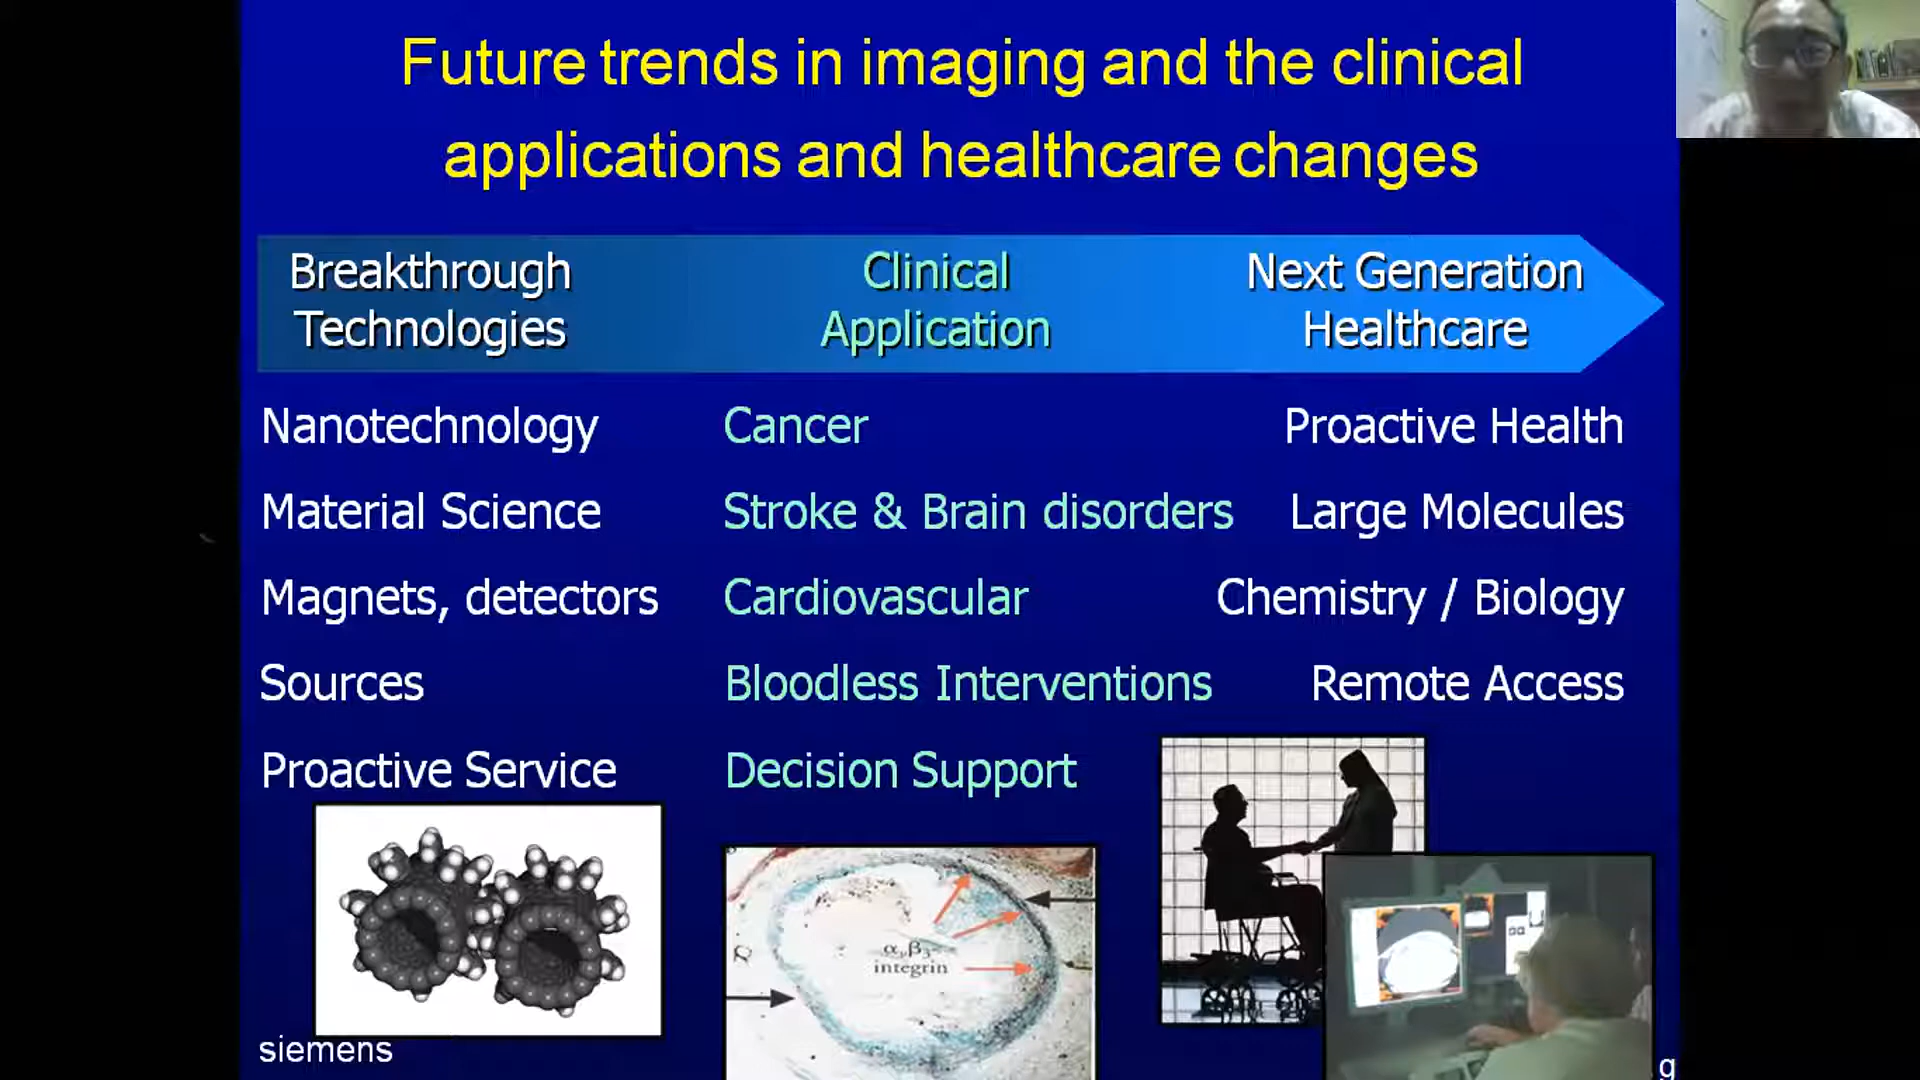 Future trends in imaging and the clinical
applications and healthcare changes
Breakthrough
Technologies
Clinical
Application
Next Generation
Healthcare
Nanotechnology
Cancer
Proactive Health
Material Science
Stroke & Brain disorders
Large Molecules
Magnets, detectors
Cardiovascular
Chemistry / Biology
Sources
Bloodless Interventions
Remote Access
Proactive Service
Decision Support
αvβ3
integrin
siemens
g